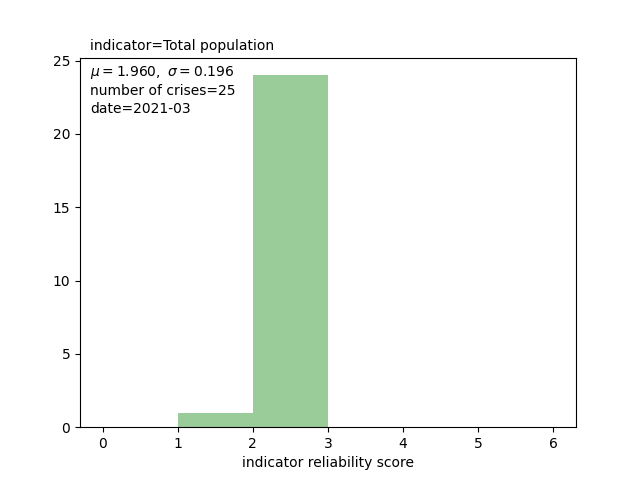 indicator=Total population
μ = 1.960, σ = 0.196
number of crises=25
date=2021-03
25
20
15
10
5
0
0 1 2 3 4 5 6
indicator reliability score